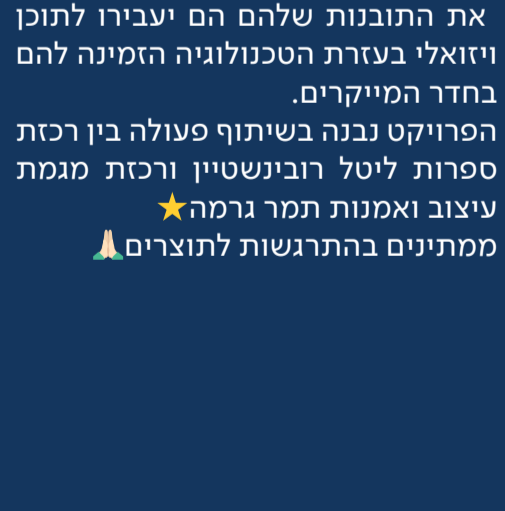 את התובנות שלהם הם יעבירו לתוכן
ויזואלי בעזרת הטכנולוגיה הזמינה להם
בחדר המייקרים.
הפרויקט נבנה בשיתוף פעולה בין רכזת
ספרות ליטל רובינשטיין ורכזת מגמת
עיצוב ואמנות תמר גרמה⭐
ממתינים בהתרגשות לתוצרים🙏🏻